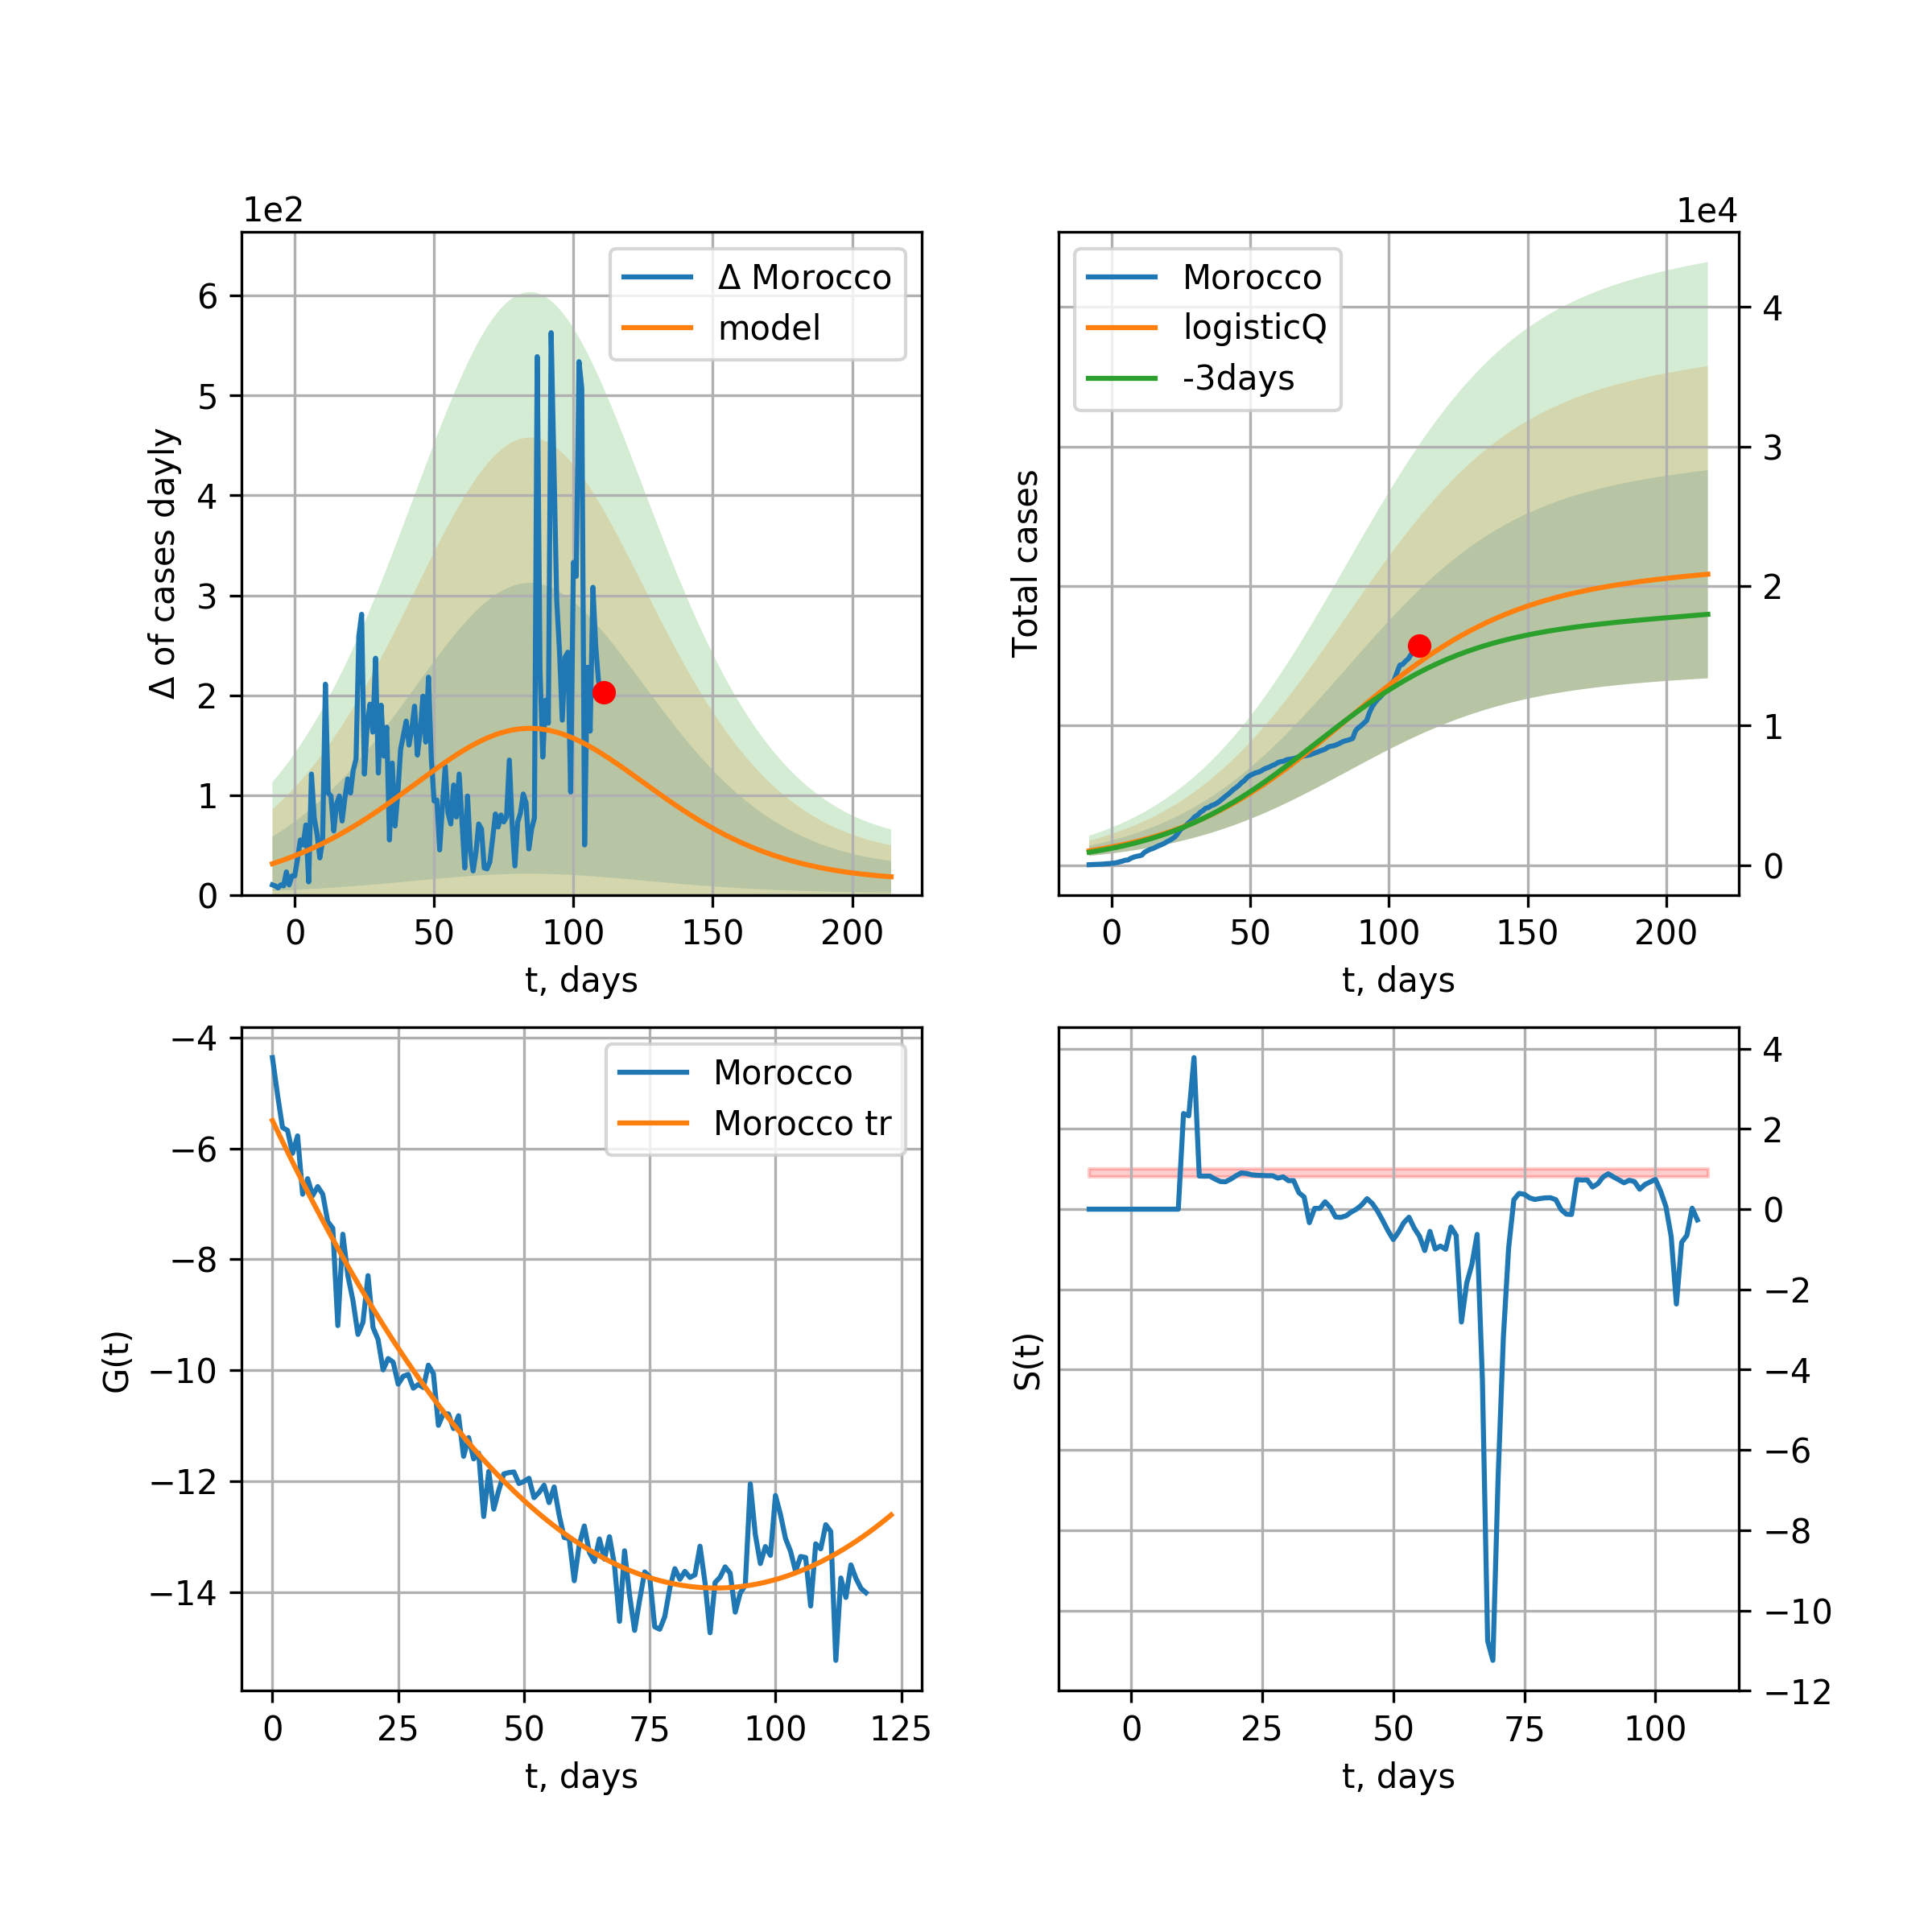 1e2
Δ of cases dayly
6
5
4
3
2
1
0
Δ Morocco
model
0 50 100 150 200
t, days
1e4
Total cases
Morocco
logisticQ
-3days
4
3
2
1
0
0 50 100 150 200
t, days
G(t)
−4
−6
−8
−10
−12
−14
Morocco
Morocco tr
0 25 50 75 100 125
t, days
S(t)
4
2
0
−2
−4
−6
−8
−10
−12
0 25 50 75 100
t, days